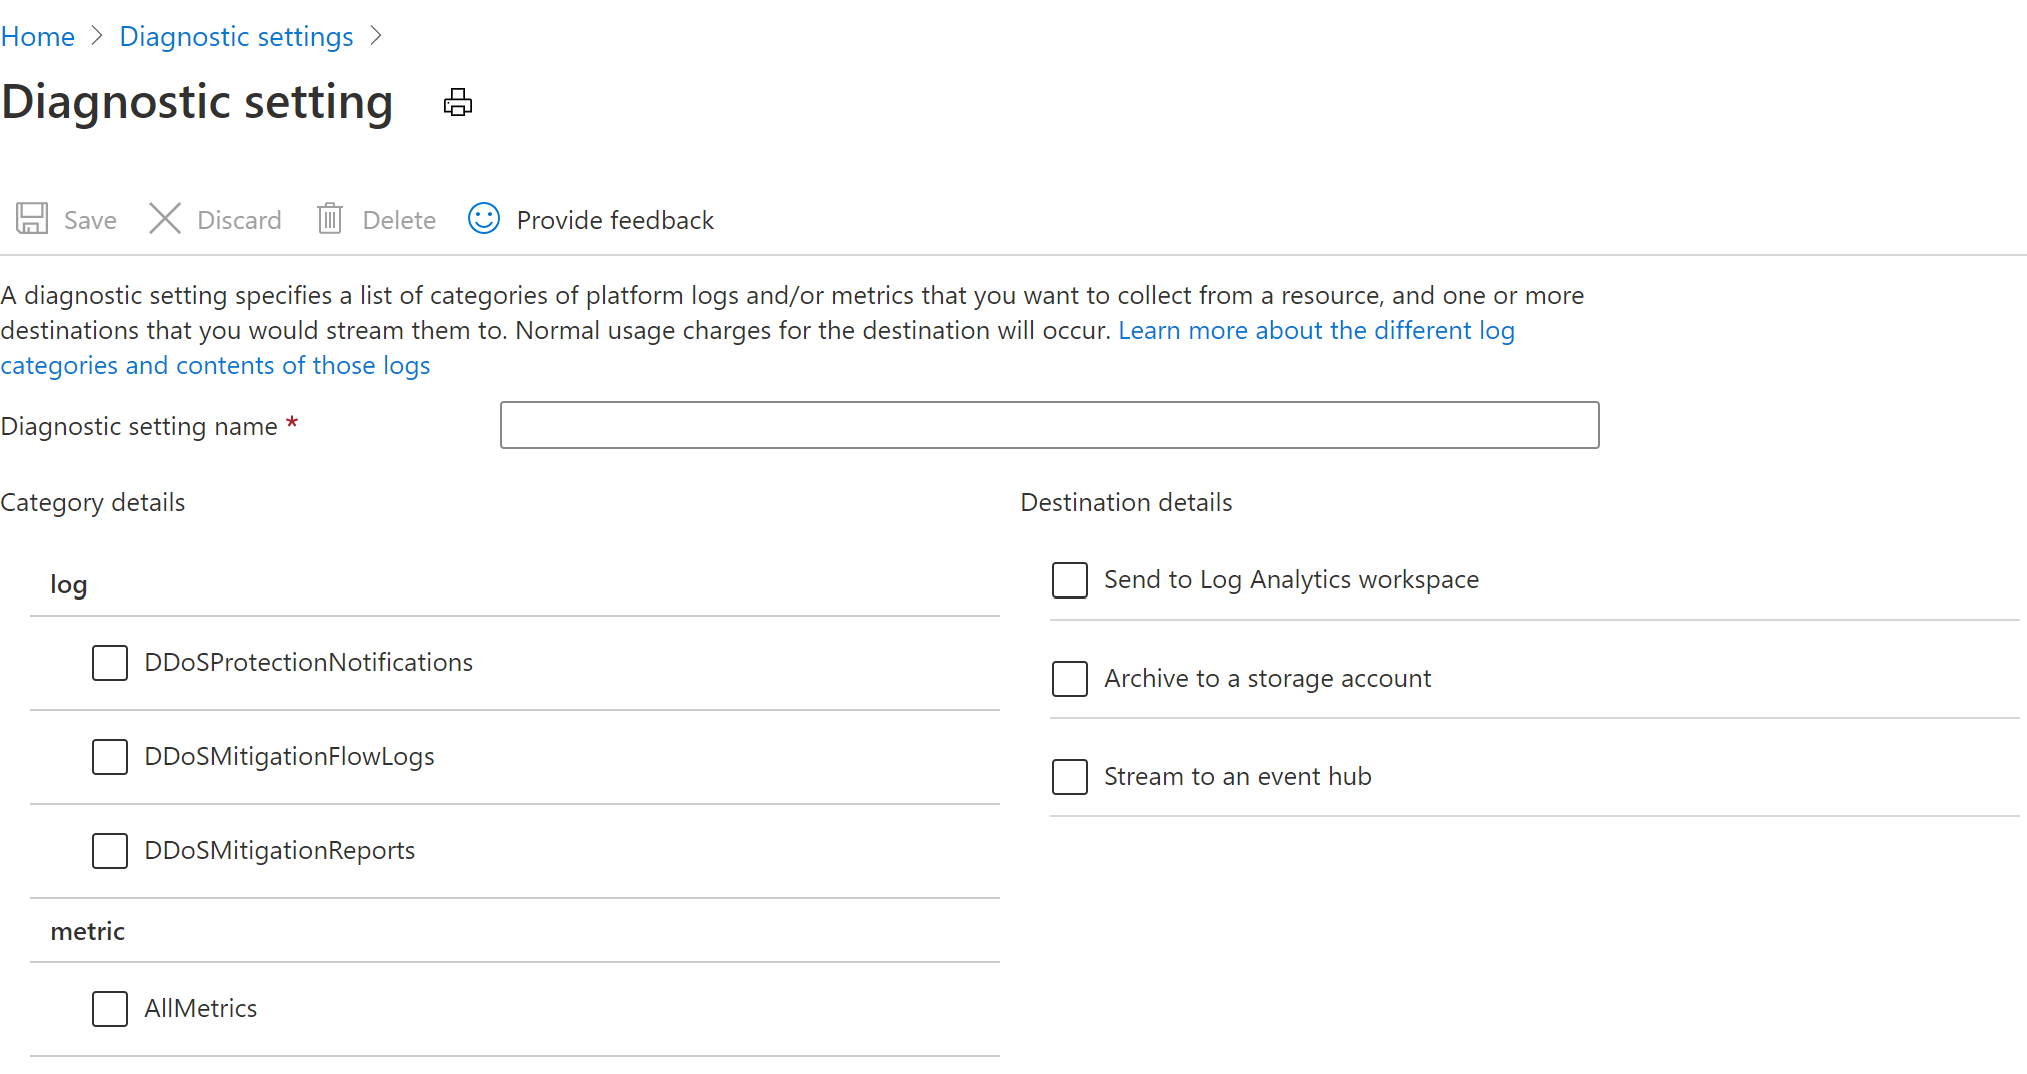 Home > Diagnostic settings >
Diagnostic setting
Save Discard Delete Provide feedback
A diagnostic setting specifies a list of categories of platform logs and/or metrics that you want to collect from a resource, and one or more
destinations that you would stream them to. Normal usage charges for the destination will occur. Learn more about the different log
categories and contents of those logs
Diagnostic setting name *
Category details
Destination details
log
Send to Log Analytics workspace
DDoSProtectionNotifications
Archive to a storage account
DDoSMitigationFlowLogs
Stream to an event hub
DDoSMitigationReports
metric
AllMetrics